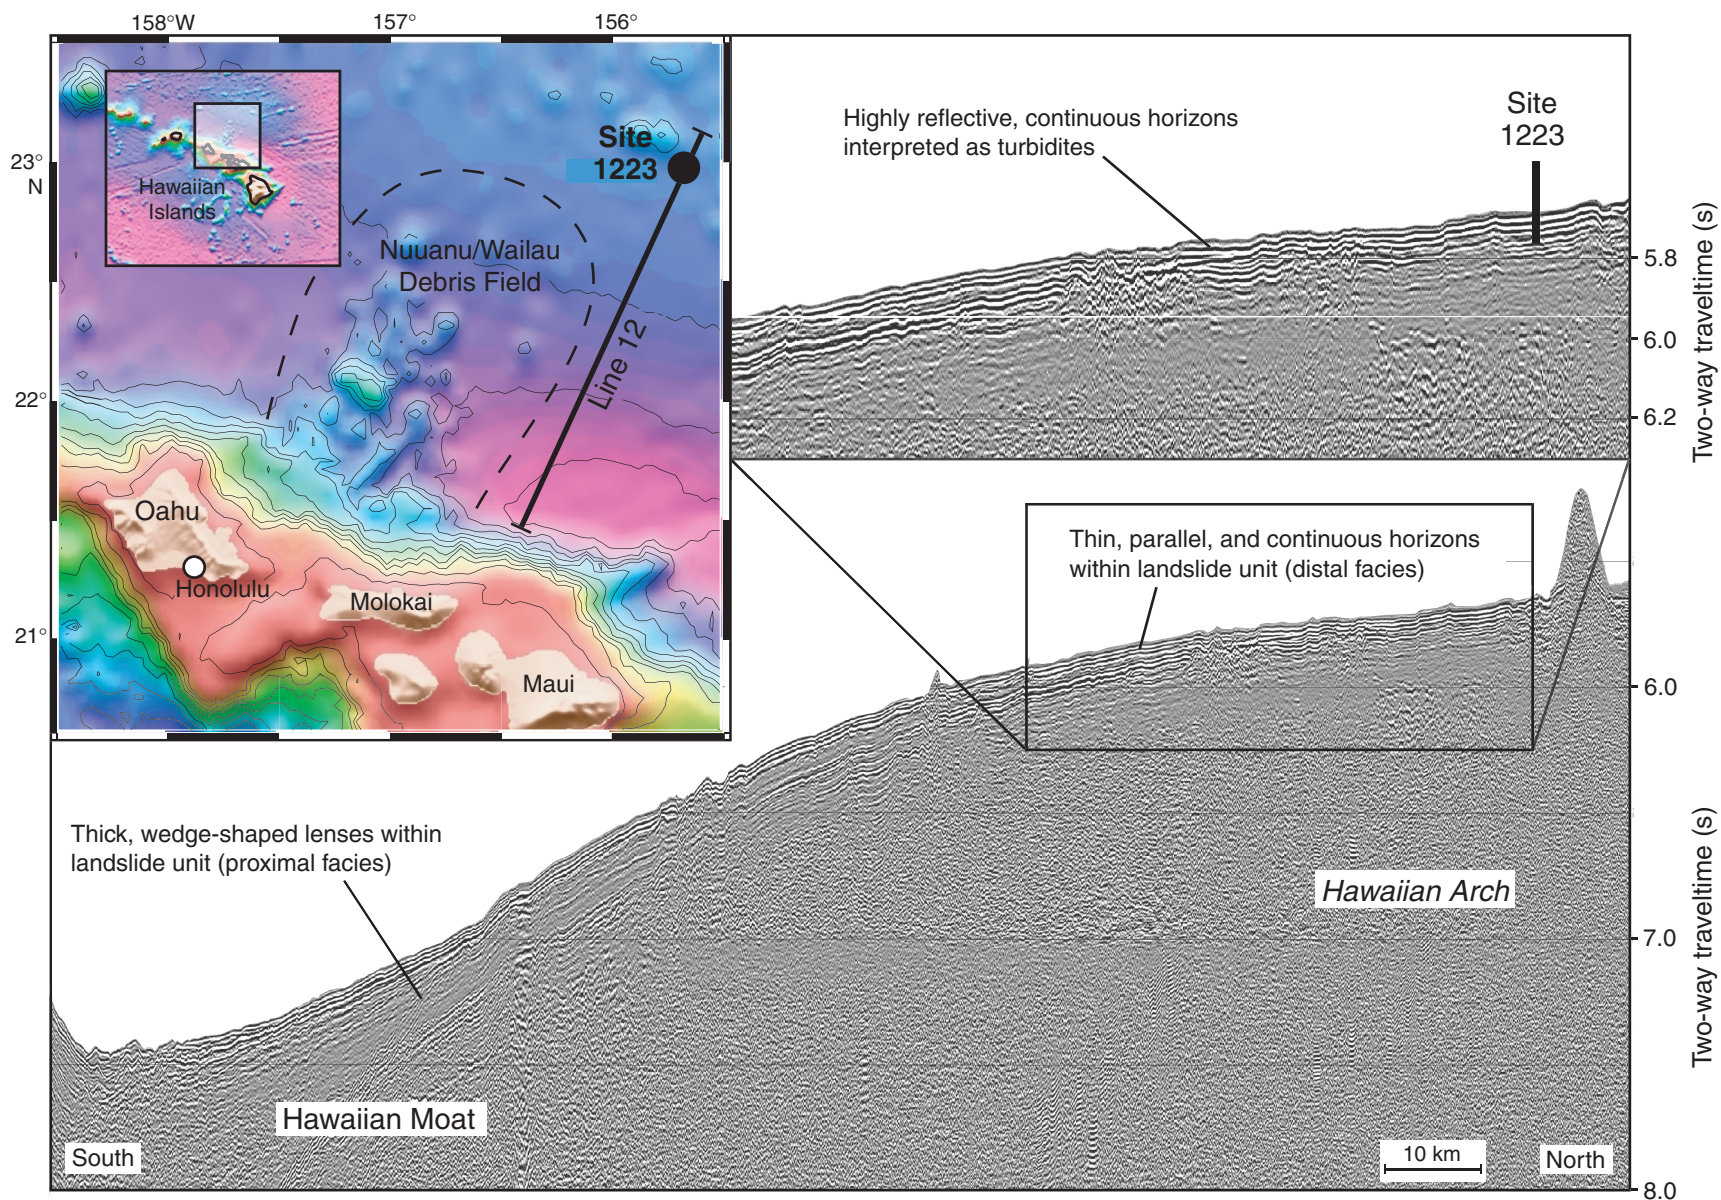 158°W
157°
156°
23°
N
22°
21°
Hawaiian
Islands
Site
1223
Nuuanu/Wailau
Debris Field
Line 12
Oahu
Honolulu
Molokai
Maui
Highly reflective, continuous horizons
interpreted as turbidites
Site
1223
5.8
6.0
6.2
Two-way traveltime (s)
Thin, parallel, and continuous horizons
within landslide unit (distal facies)
Thick, wedge-shaped lenses within
landslide unit (proximal facies)
Hawaiian Arch
Hawaiian Moat
South
10 km
North
6.0
7.0
8.0
Two-way traveltime (s)